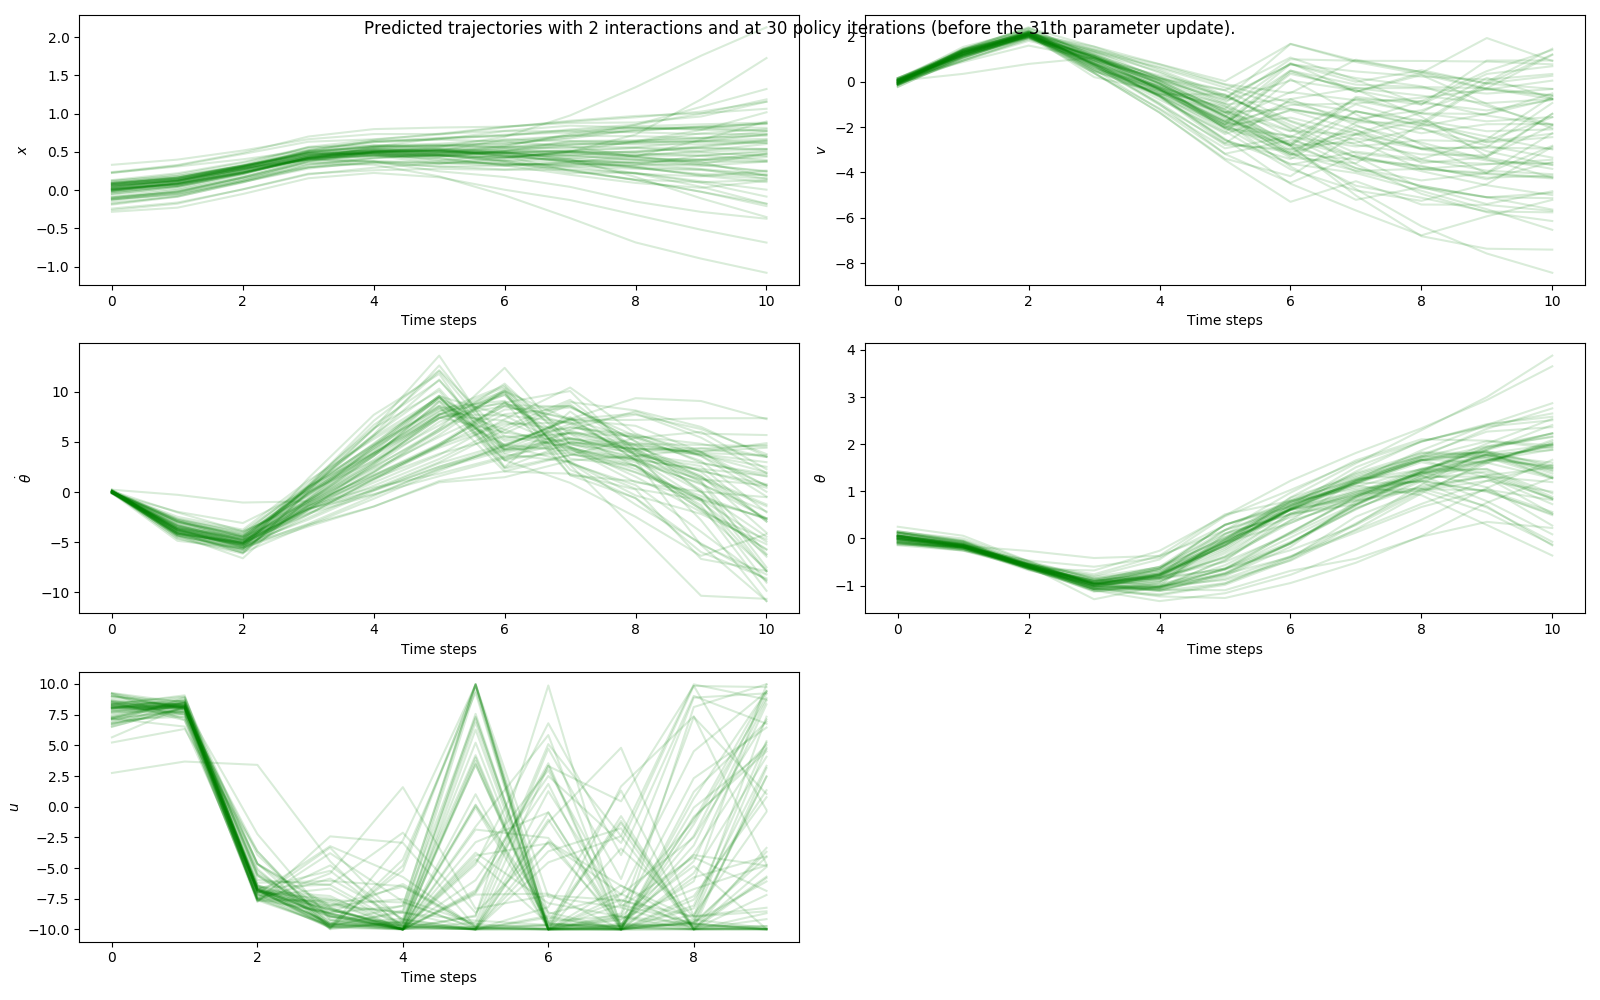 Predicted trajectories with 2 interactions and at 30 policy iterations (before the 31th parameter update).
2.0
1.5
1.0
0.5
0.0
−0.5
−1.0
x
0 2 4 6 8 10
Time steps
2
0
−2
−4
−6
−8
v
0 2 4 6 8 10
Time steps
10
5
0
−5
−10
θ̇
0 2 4 6 8 10
Time steps
4
3
2
1
0
−1
θ
0 2 4 6 8 10
Time steps
10.0
7.5
5.0
2.5
0.0
−2.5
−5.0
−7.5
−10.0
u
0 2 4 6 8
Time steps